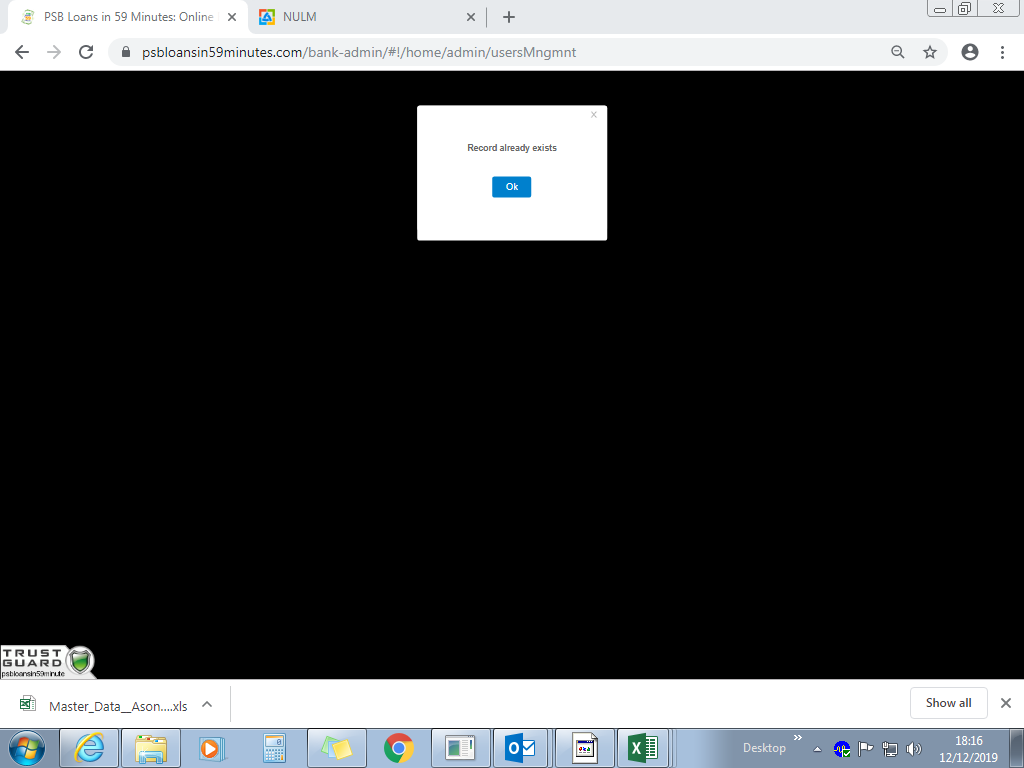 PSB Loans in 59 Minutes: Online
NULM
psbloansin59minutes.com/bank-admin/#!/home/admin/usersMngmnt
X
Record already exists
Ok
TRUST
GUARD
psbloansin59minute
Master_Data__Ason....xls
Show all
Desktop
18:16
12/12/2019